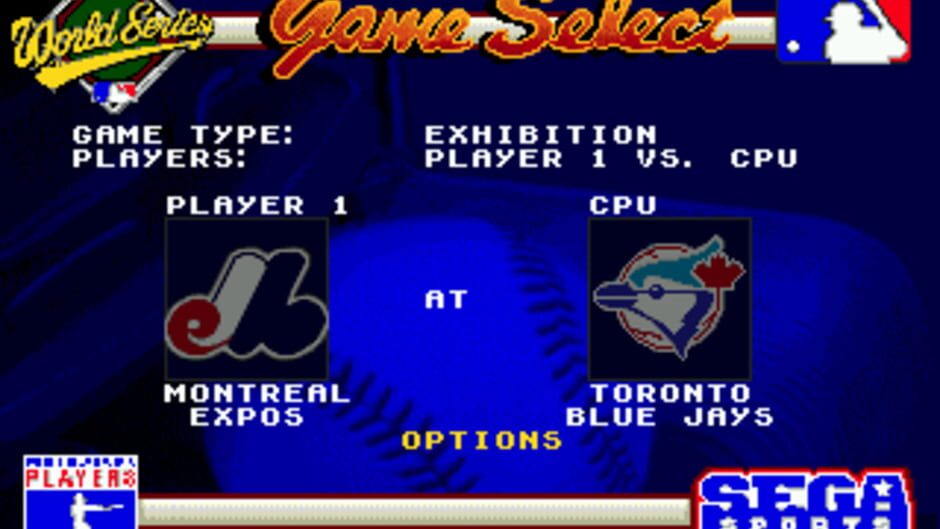 World Series
Game Select
GAME TYPE: EXHIBITION
PLAYERS: PLAYER 1 VS. CPU
PLAYER 1 CPU
AT
MONTREAL TORONTO
EXPOS BLUE JAYS
OPTIONS
PLAYERS
SEGA
SPORTS